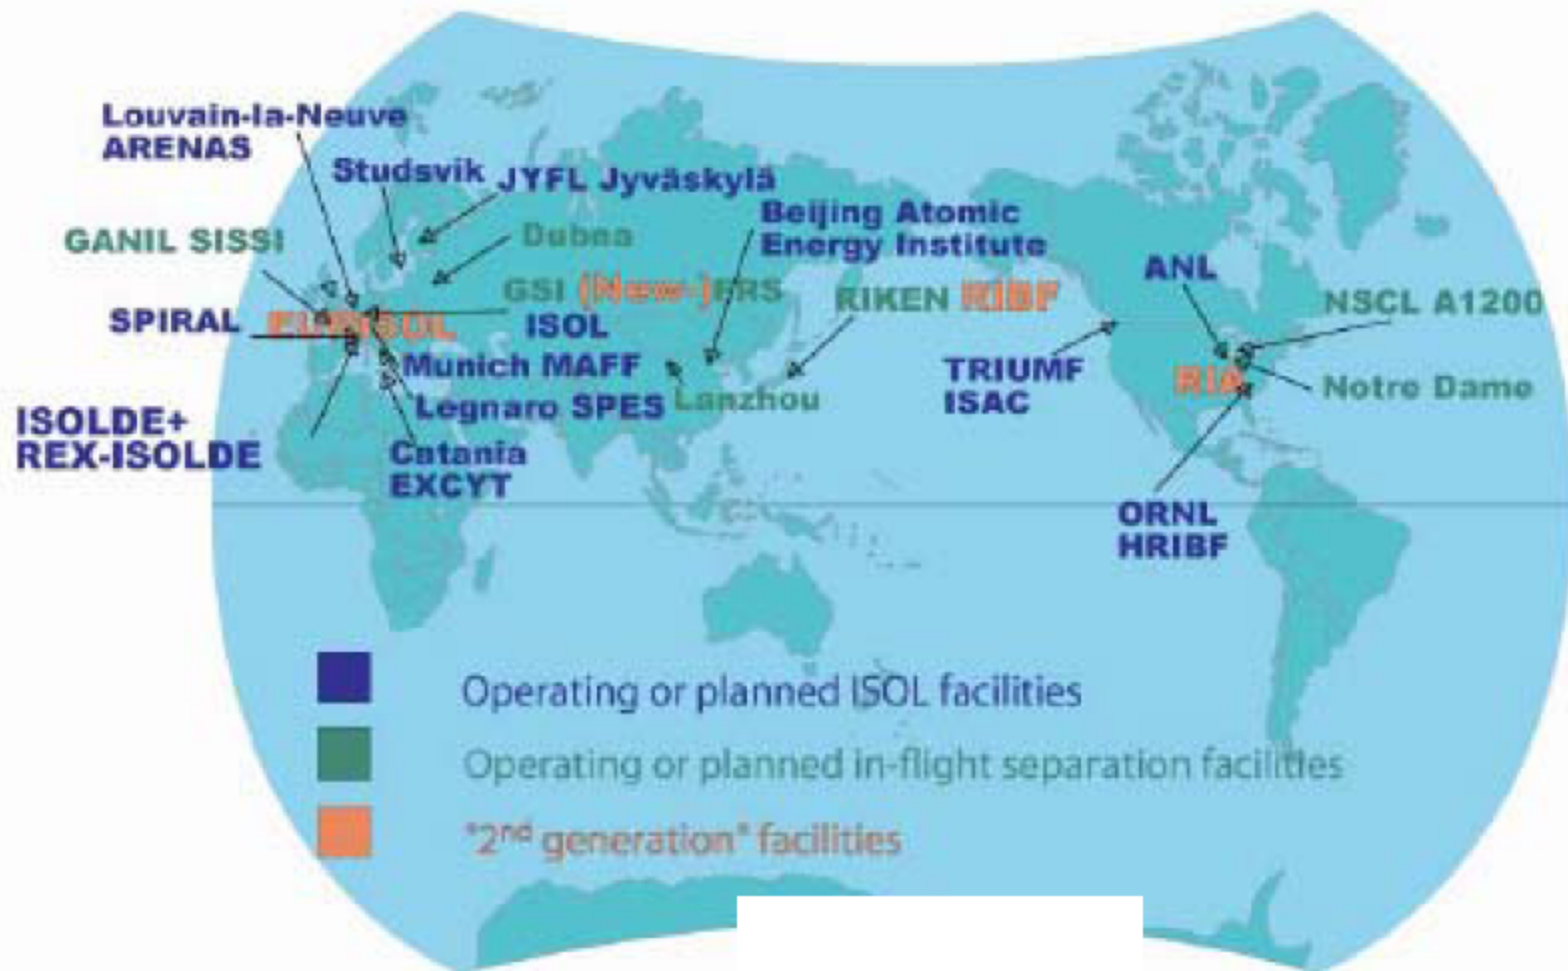 Louvain-la-Neuve
ARENAS
Studsvik
JYFL Jyväskylä
Beijing Atomic
Energy Institute
GANIL SISSI
Dubna
ANL
GSI (New-)FRS
RIKEN RIBF
NSCL A1200
SPIRAL
EURISOL
ISOL
Munich MAFF
TRIUMF
ISAC
RIA
Notre Dame
Legnaro SPES
Lanzhou
ISOLDE+
REX-ISOLDE
Catania
EXCYT
ORNL
HRIBF
Operating or planned ISOL facilities
Operating or planned in-flight separation facilities
"2nd generation" facilities